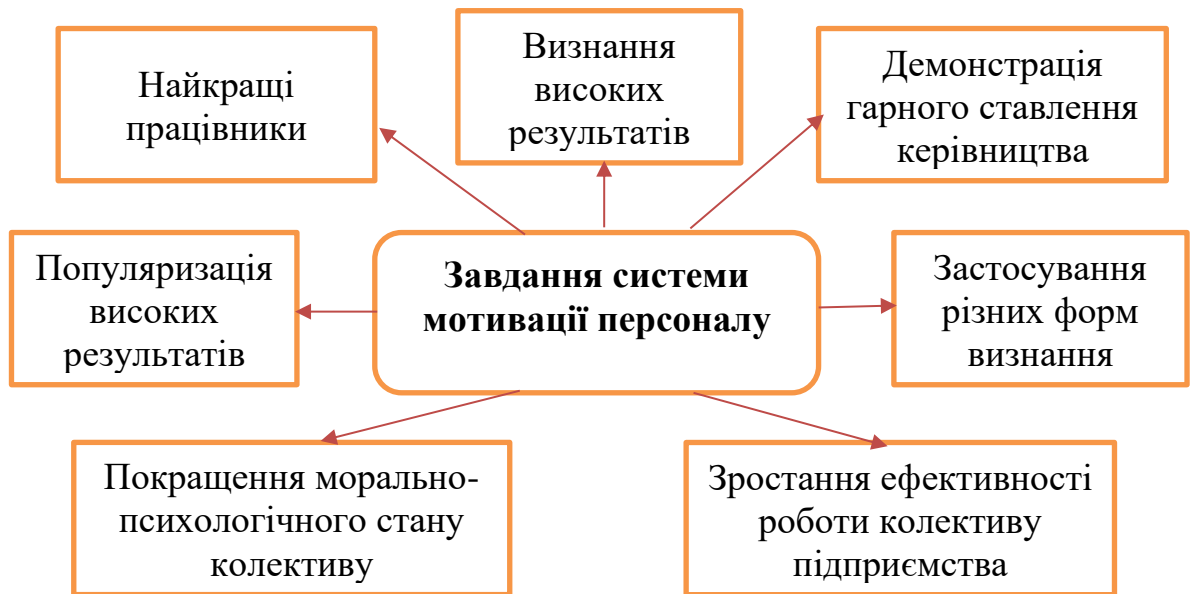 Найкращі
працівники
Визнання
високих
результатів
Демонстрація
гарного ставлення
керівництва
Популяризація
високих
результатів
Завдання системи
мотивації персоналу
Застосування
різних форм
визнання
Покращення морально-
психологічного стану
колективу
Зростання ефективності
роботи колективу
підприємства